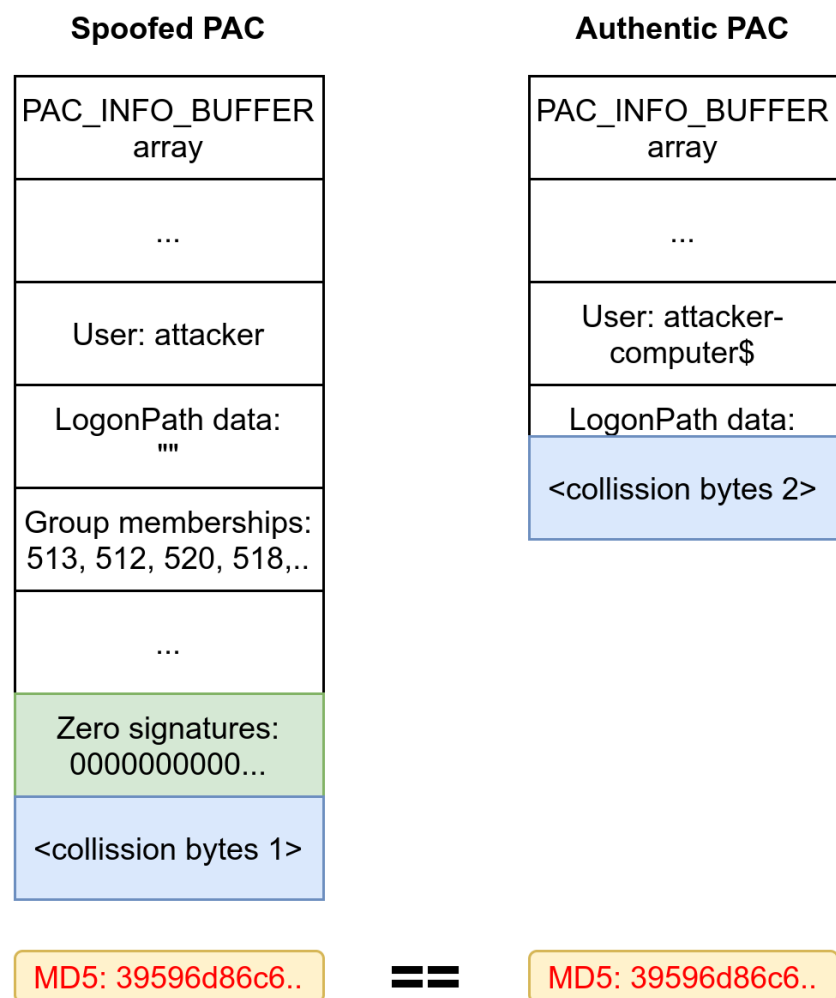 Spoofed PAC
PAC_INFO_BUFFER
array
...
User: attacker
LogonPath data:
""
Group memberships:
513, 512, 520, 518,..
...
Zero signatures:
0000000000...
<collission bytes 1>
MD5: 39596d86c6..
==
Authentic PAC
PAC_INFO_BUFFER
array
...
User: attacker-
computer$
LogonPath data:
<collission bytes 2>
MD5: 39596d86c6..